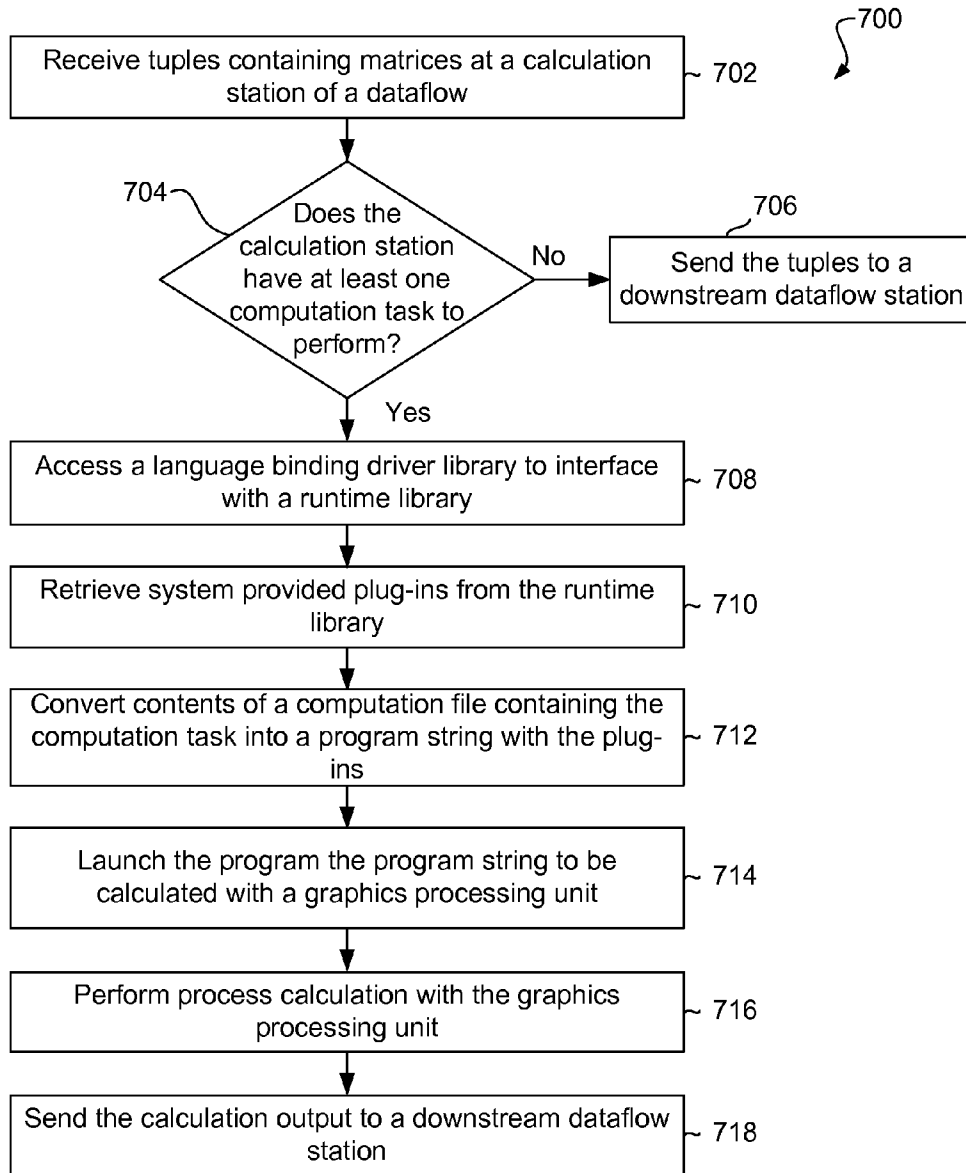 700
Receive tuples containing matrices at a calculation
station of a dataflow
702
704
Does the
calculation station
have at least one
computation task to
perform?
No
706
Send the tuples to a
downstream dataflow station
Yes
Access a language binding driver library to interface
with a runtime library
708
Retrieve system provided plug-ins from the runtime
library
710
Convert contents of a computation file containing the
computation task into a program string with the plug-
ins
712
Launch the program the program string to be
calculated with a graphics processing unit
714
Perform process calculation with the graphics
processing unit
716
Send the calculation output to a downstream dataflow
station
718